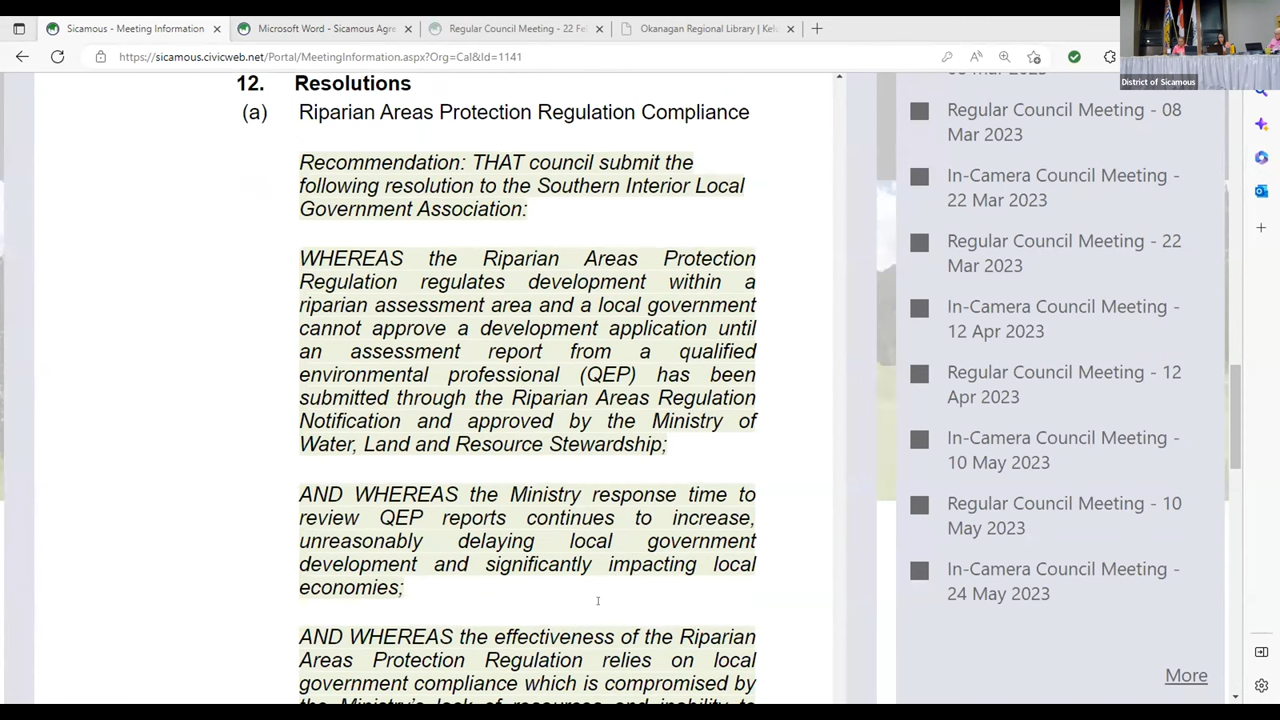 Sicamous - Meeting Information
Microsoft Word - Sicamous Agre
Regular Council Meeting - 22 Fe
Okanagan Regional Library | Kel
https://sicamous.civicweb.net/Portal/MeetingInformation.aspx?Org=Cal&Id=1141
District of Sicamous
12. Resolutions
(a) Riparian Areas Protection Regulation Compliance
Recommendation: THAT council submit the
following resolution to the Southern Interior Local
Government Association:
WHEREAS the Riparian Areas Protection
Regulation regulates development within a
riparian assessment area and a local government
cannot approve a development application until
an assessment report from a qualified
environmental professional (QEP) has been
submitted through the Riparian Areas Regulation
Notification and approved by the Ministry of
Water, Land and Resource Stewardship;
AND WHEREAS the Ministry response time to
review QEP reports continues to increase,
unreasonably delaying local government
development and significantly impacting local
economies;
AND WHEREAS the effectiveness of the Riparian
Areas Protection Regulation relies on local
government compliance which is compromised by
the Ministry's lack of resources and inability to
Regular Council Meeting - 08
Mar 2023
In-Camera Council Meeting -
22 Mar 2023
Regular Council Meeting - 22
Mar 2023
In-Camera Council Meeting -
12 Apr 2023
Regular Council Meeting - 12
Apr 2023
In-Camera Council Meeting -
10 May 2023
Regular Council Meeting - 10
May 2023
In-Camera Council Meeting -
24 May 2023
More